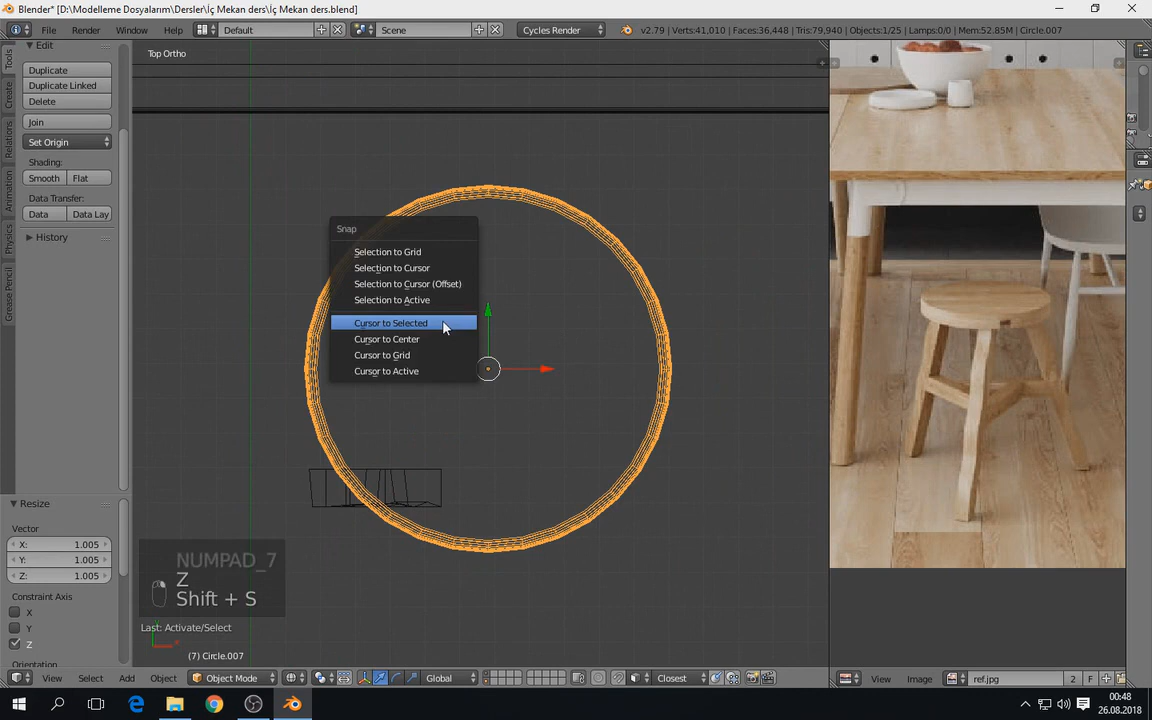 Blender* [D:\Modelleme Dosyalarım\Dersler\İç Mekan ders\İç Mekan ders.blend]
File
Render
Window
Help
Default
Scene
Cycles Render
v2.79 | Verts:41,010 | Faces:36,448 | Tris:79,940 | Objects:1/25 | Lamps:0/0 | Mem:52.85M | Circle.007
Tools
Create
Relations
Animation
Physics
Grease Pencil
Edit
Duplicate
Duplicate Linked
Delete
Join
Set Origin
Shading:
Smooth
Flat
Data Transfer:
Data
Data Lay
History
Top Ortho
Snap
Selection to Grid
Selection to Cursor
Selection to Cursor (Offset)
Selection to Active
Cursor to Selected
Cursor to Center
Cursor to Grid
Cursor to Active
Resize
Vector
X: 1.005
Y: 1.005
Z: 1.005
Constraint Axis
X
Y
Z
Orientation
NUMPAD_7
Z
Shift + S
Last: Activate/Select
(7) Circle.007
View
Select
Add
Object
Object Mode
Global
Closest
View
Image
ref.jpg
2
F
00:48
26.08.2018